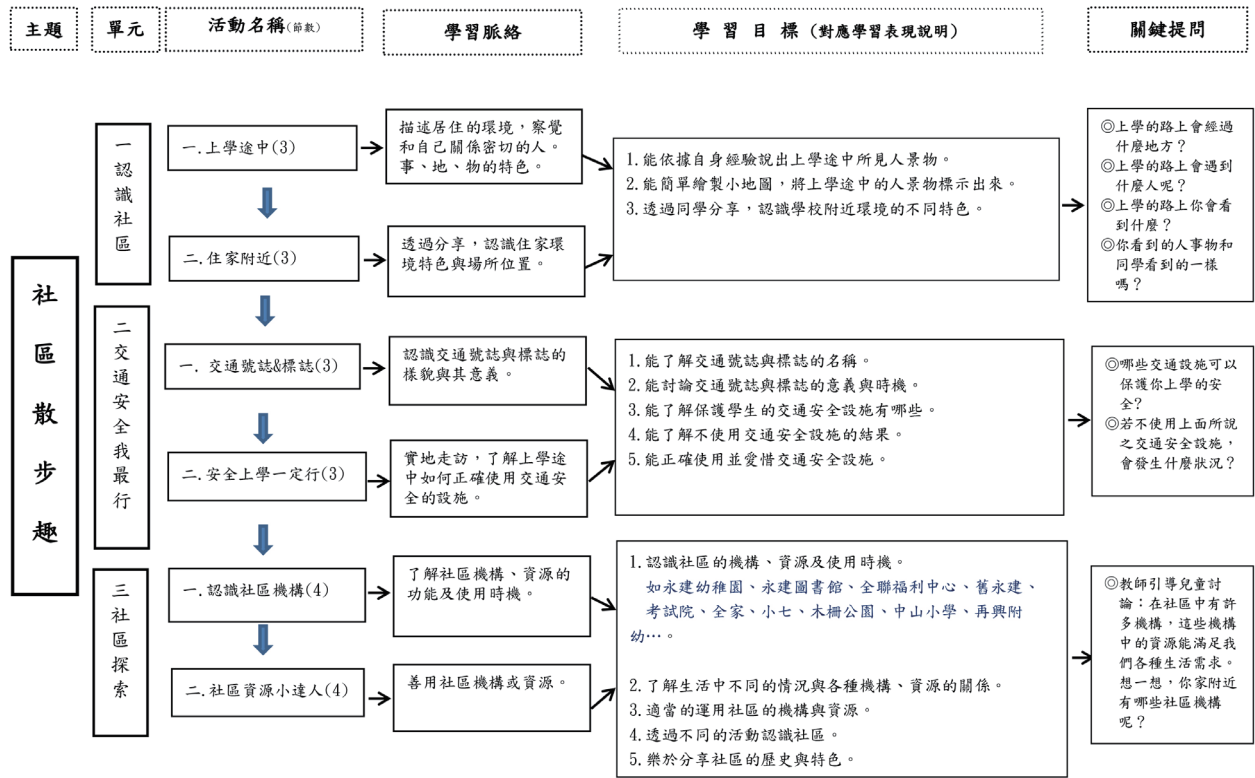 主題
單元
活動名稱(節數)
學習脈絡
學 習 目 標 (對應學習表現說明)
關鍵提問
社區散步趣
一認識社區
一.上學途中(3)
描述居住的環境，察覺
和自己關係密切的人。
事、地、物的特色。
二.住家附近(3)
透過分享，認識住家環
境特色與場所位置。
1.能依據自身經驗說出上學途中所見人景物。
2.能簡單繪製小地圖，將上學途中的人景物標示出來。
3.透過同學分享，認識學校附近環境的不同特色。
◎上學的路上會經過
什麼地方？
◎上學的路上會遇到
什麼人呢？
◎上學的路上你會看
到什麼？
◎你看到的人事物和
同學看到的一樣
嗎？
二交通安全我最行
一. 交通號誌&標誌(3)
認識交通號誌與標誌的
樣貌與其意義。
二.安全上學一定行(3)
實地走訪，了解上學途
中如何正確使用交通安
全的設施。
1.能了解交通號誌與標誌的名稱。
2.能討論交通號誌與標誌的意義與時機。
3.能了解保護學生的交通安全設施有哪些。
4.能了解不使用交通安全設施的結果。
5.能正確使用並愛惜交通安全設施。
◎哪些交通設施可以
保護你上學的安
全?
◎若不使用上面所說
之交通安全設施，
會發生什麼狀況？
三社區探索
一.認識社區機構(4)
了解社區機構、資源的
功能及使用時機。
二.社區資源小達人(4)
善用社區機構或資源。
1.認識社區的機構、資源及使用時機。
如永建幼稚園、永建圖書館、全聯福利中心、舊永建、
考試院、全家、小七、木柵公園、中山小學、再興附
幼…。
2.了解生活中不同的情況與各種機構、資源的關係。
3.適當的運用社區的機構與資源。
4.透過不同的活動認識社區。
5.樂於分享社區的歷史與特色。
◎教師引導兒童討
論：在社區中有許
多機構，這些機構
中的資源能滿足我
們各種生活需求。
想一想，你家附近
有哪些社區機構
呢？